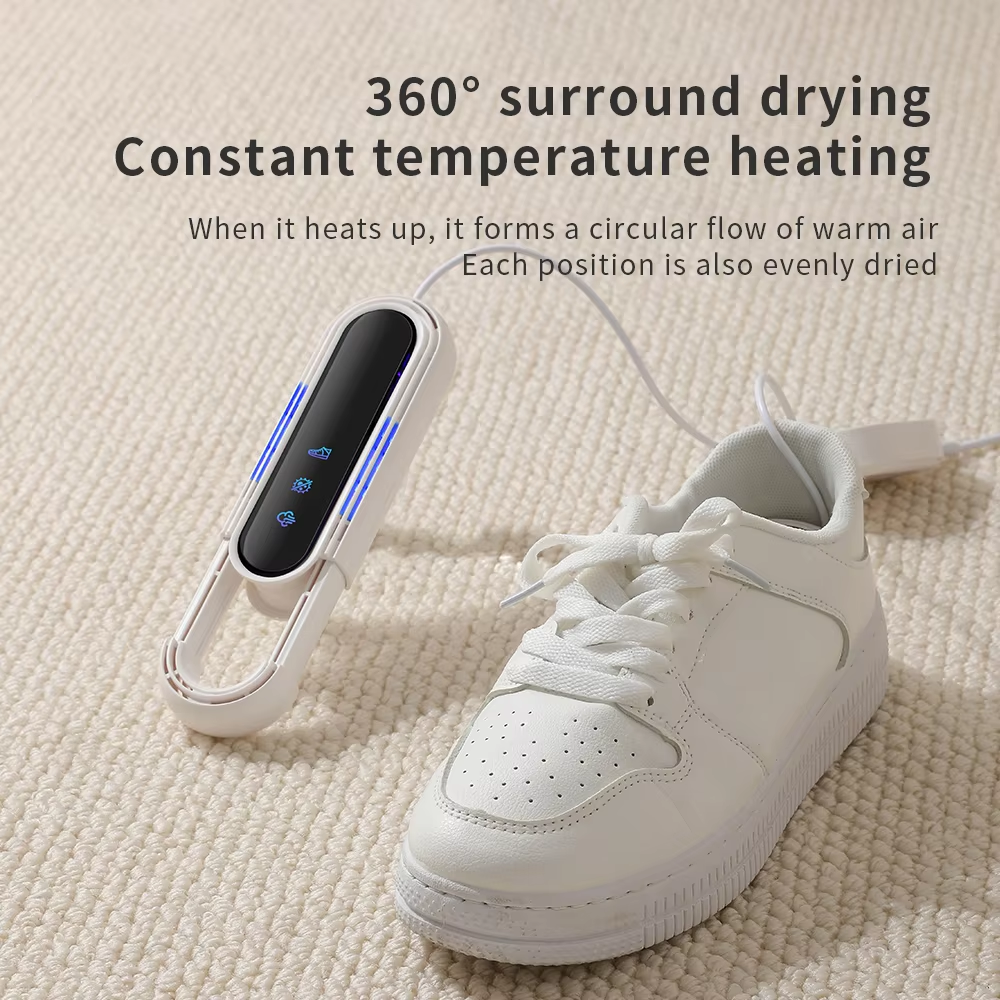 360° surround drying
Constant temperature heating
When it heats up, it forms a circular flow of warm air
Each position is also evenly dried